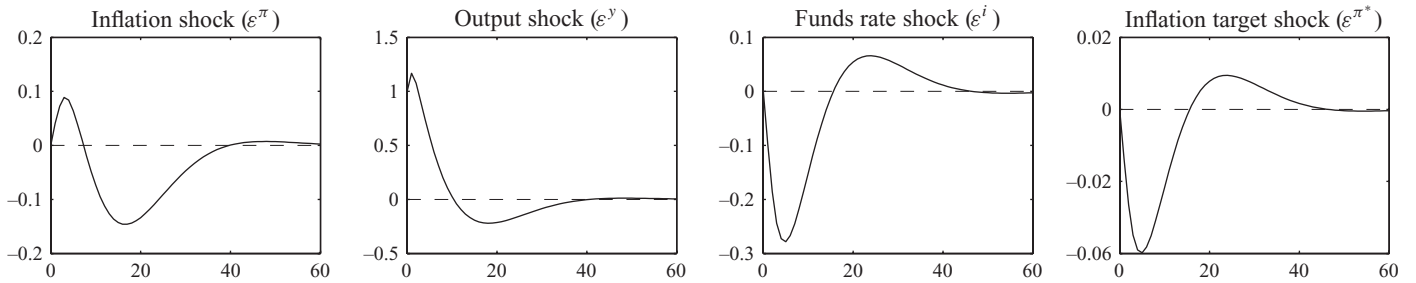 Inflation shock (ε^π)
0.2
0.1
0
–0.1
–0.2
0 20 40 60
Output shock (ε^y)
1.5
1
0.5
0
–0.5
0 20 40 60
Funds rate shock (ε^i)
0.1
0
–0.1
–0.2
–0.3
0 20 40 60
Inflation target shock (ε^π*)
0.02
0
–0.02
–0.04
–0.06
0 20 40 60